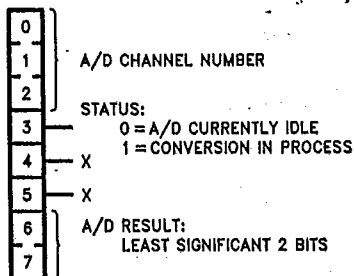 0
1
A/D CHANNEL NUMBER
2
STATUS:
3
0 = A/D CURRENTLY IDLE
1 = CONVERSION IN PROCESS
4 X
5 X
6
A/D RESULT:
LEAST SIGNIFICANT 2 BITS
7